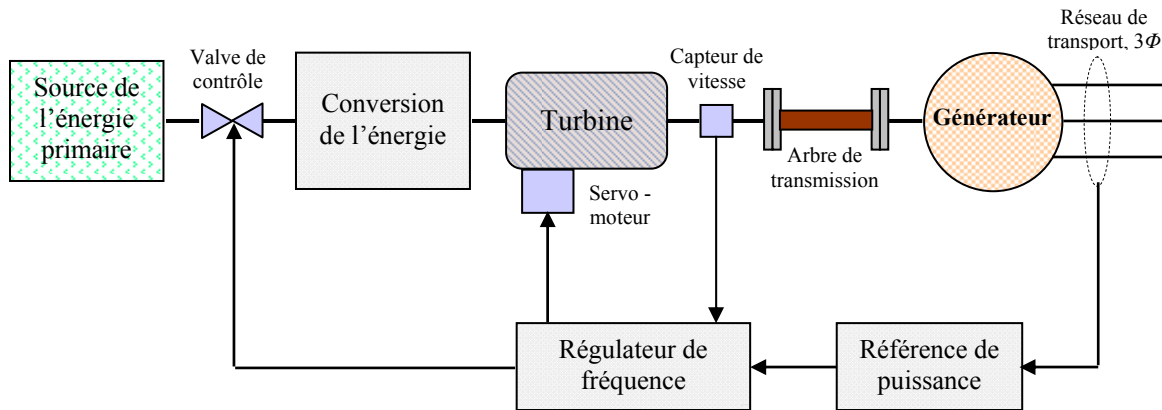 Source de
l'énergie
primaire
Valve de
contrôle
Conversion
de l'énergie
Turbine
Servo -
moteur
Capteur de
vitesse
Arbre de
transmission
Générateur
Réseau de
transport, 3Φ
Régulateur de
fréquence
Référence de
puissance